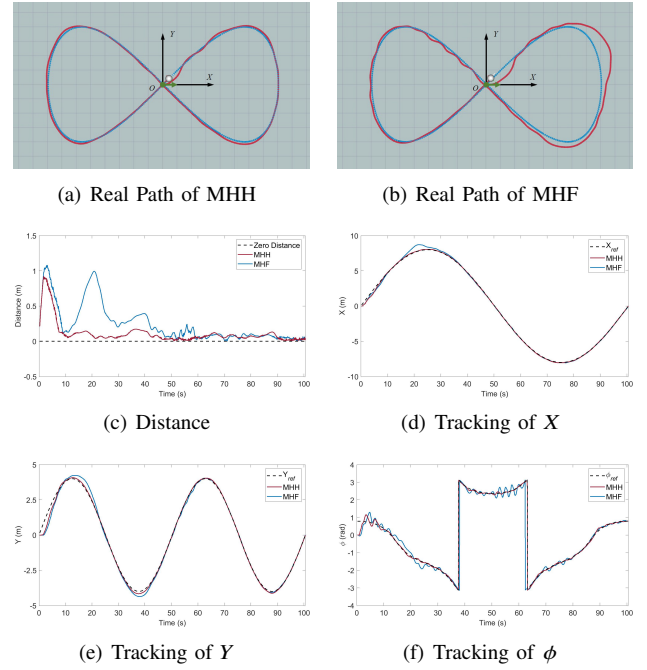 Y
X
O
Y
X
O
(a) Real Path of MHH
(b) Real Path of MHF
1.5
1
0.5
0
-0.5
Distance (m)
0 10 20 30 40 50 60 70 80 90 100
Time (s)
Zero Distance
MHH
MHF
10
5
0
-5
-10
X (m)
0 10 20 30 40 50 60 70 80 90 100
Time (s)
X_ref
MHH
MHF
(c) Distance
(d) Tracking of X
5
2.5
0
-2.5
-5
Y (m)
0 10 20 30 40 50 60 70 80 90 100
Time (s)
Y_ref
MHH
MHF
4
3
2
1
0
-1
-2
-3
-4
ϕ (rad)
0 10 20 30 40 50 60 70 80 90 100
Time (s)
ϕ_ref
MHH
MHF
(e) Tracking of Y
(f) Tracking of ϕ